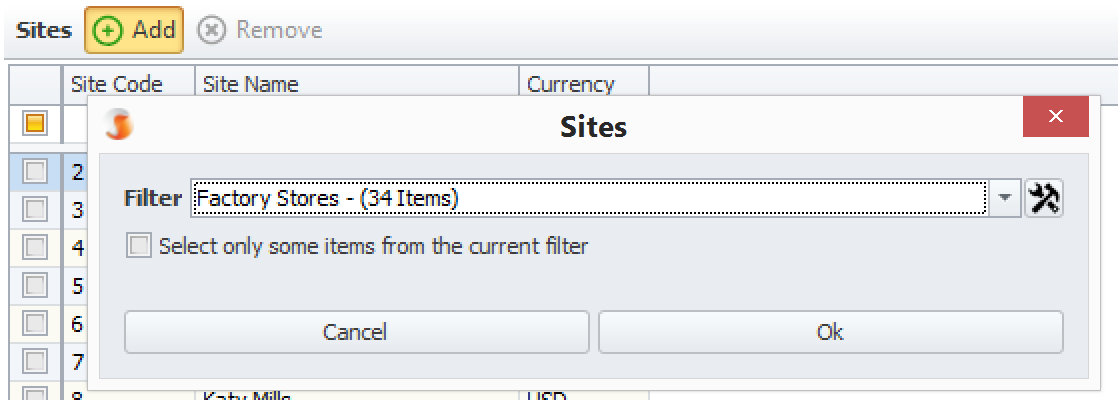 Sites Add Remove
Site Code Site Name Currency
Sites
2
Filter Factory Stores - (34 Items)
3
4 Select only some items from the current filter
5
6 Cancel Ok
7
8 Katy Mills USD